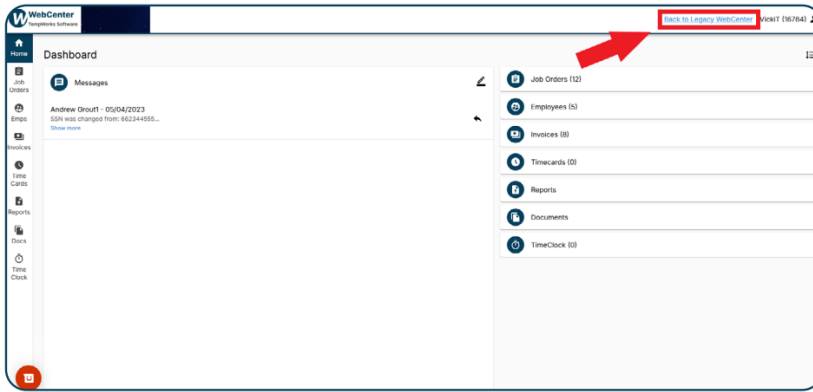 WebCenter
TempWorks Software
Back to Legacy WebCenter
VickiT (16784)
Home
Job
Orders
Emps
Invoices
Time
Cards
Reports
Docs
Time
Clock
Dashboard
Messages
Andrew Grout1 - 05/04/2023
SSN was changed from: 662344555...
Show more
Job Orders (12)
Employees (5)
Invoices (8)
Timecards (0)
Reports
Documents
TimeClock (0)